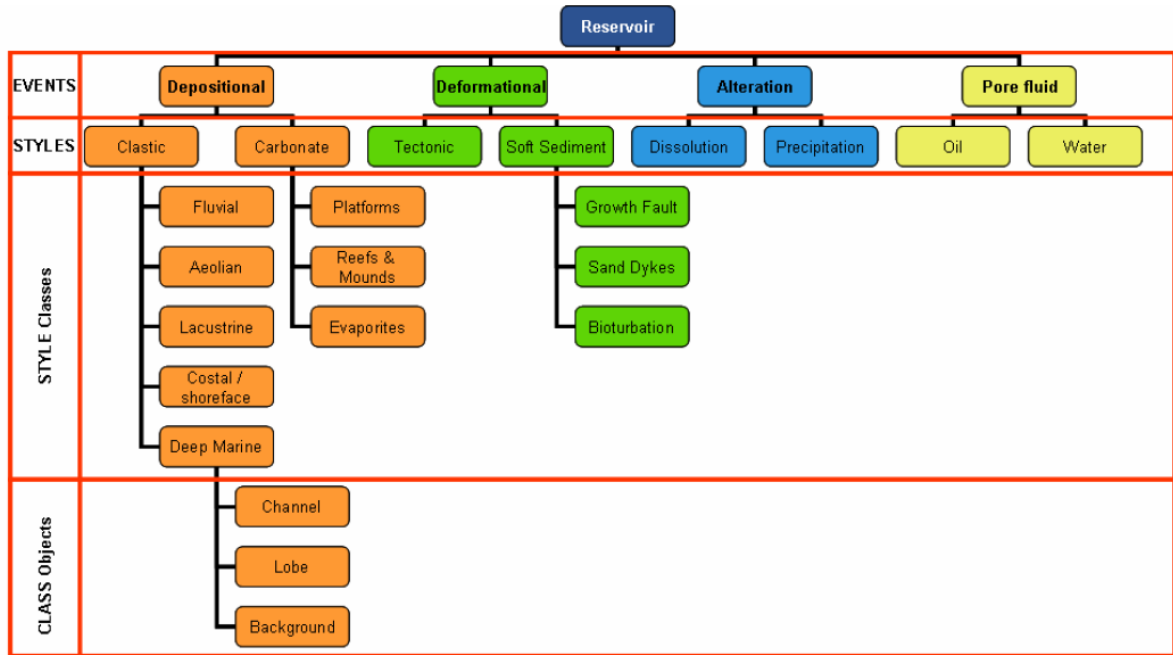 Reservoir
EVENTS
Depositional
Deformational
Alteration
Pore fluid
STYLES
Clastic
Carbonate
Tectonic
Soft Sediment
Dissolution
Precipitation
Oil
Water
STYLE Classes
Fluvial
Platforms
Growth Fault
Aeolian
Reefs &
Mounds
Sand Dykes
Lacustrine
Evaporites
Bioturbation
Costal /
shoreface
Deep Marine
CLASS Objects
Channel
Lobe
Background